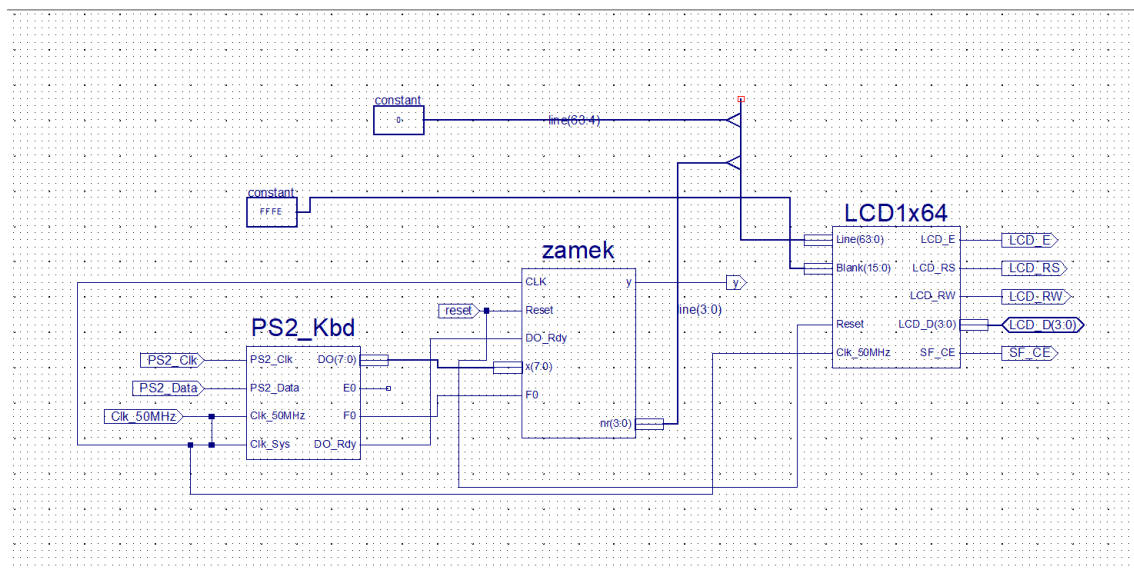 constant
0
line(63:4)
constant
FFFE
LCD1x64
Line(63:0) LCD_E LCD_E
Blank(15:0) LCD_RS LCD_RS
LCD_RW LCD_RW
Reset LCD_D(3:0) LCD_D(3:0)
Clk_50MHz SF_CE SF_CE
zamek
CLK y y
reset Reset line(3:0)
DO_Rdy
x(7:0)
F0
nr(3:0)
PS2_Kbd
PS2_Clk PS2_Clk DO(7:0)
PS2_Data PS2_Data E0
Clk_50MHz Clk_50MHz F0
Clk_Sys DO_Rdy